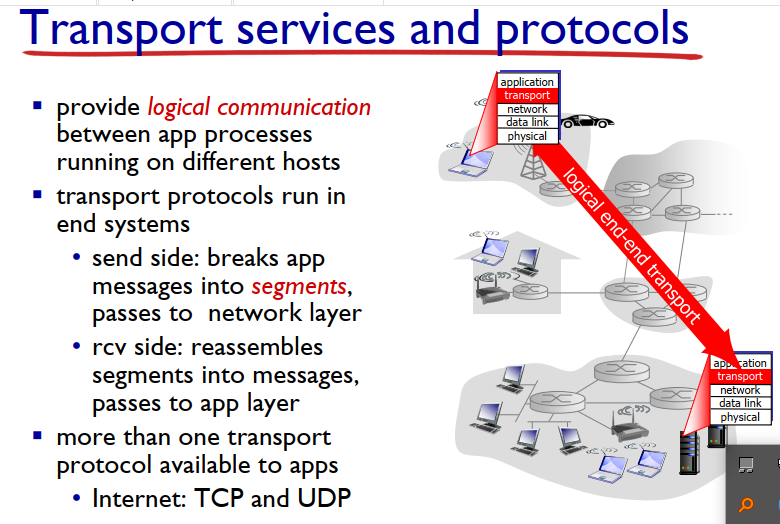 Transport services and protocols
provide logical communication
between app processes
running on different hosts
transport protocols run in
end systems
send side: breaks app
messages into segments,
passes to network layer
rcv side: reassembles
segments into messages,
passes to app layer
more than one transport
protocol available to apps
Internet: TCP and UDP
application
transport
network
data link
physical
logical end-end transport
application
transport
network
data link
physical